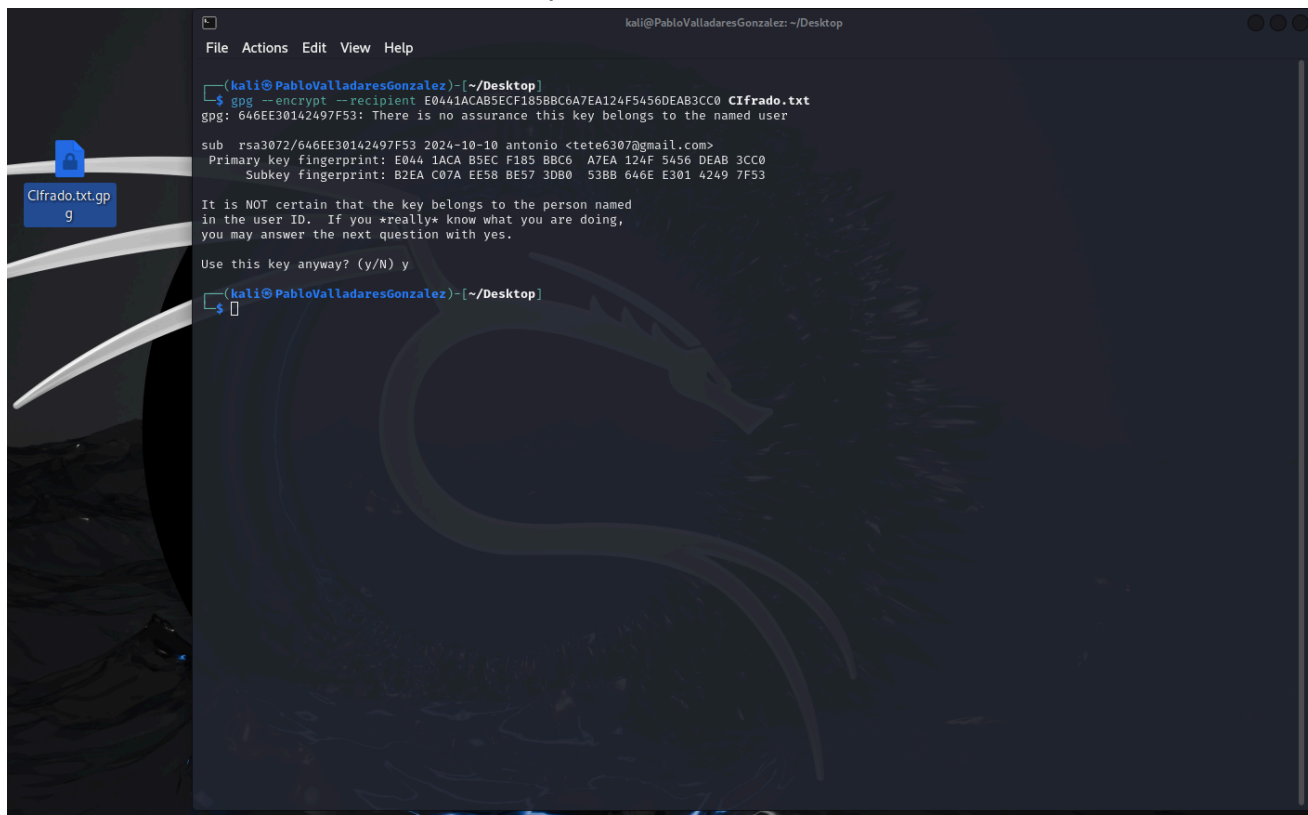 kali@PabloValladaresGonzalez: ~/Desktop
File Actions Edit View Help
(kali㉿PabloValladaresGonzalez)-[~/Desktop]
$ gpg --encrypt --recipient E0441ACAB5ECF185BBC6A7EA124F5456DEAB3CC0 CIfrado.txt
gpg: 646EE30142497F53: There is no assurance this key belongs to the named user
sub rsa3072/646EE30142497F53 2024-10-10 antonio <tete6307@gmail.com>
Primary key fingerprint: E044 1ACA B5EC F185 BBC6 A7EA 124F 5456 DEAB 3CC0
Subkey fingerprint: B2EA C07A EE58 BE57 3DB0 53BB 646E E301 4249 7F53
It is NOT certain that the key belongs to the person named
in the user ID. If you *really* know what you are doing,
you may answer the next question with yes.
Use this key anyway? (y/N) y
(kali㉿PabloValladaresGonzalez)-[~/Desktop]
$
CIfrado.txt.gp
g